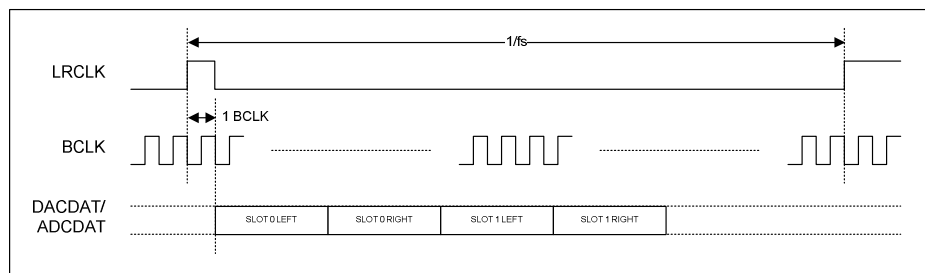 1/fs
LRCLK
1 BCLK
BCLK
DACDAT/
ADCDAT
SLOT 0 LEFT
SLOT 0 RIGHT
SLOT 1 LEFT
SLOT 1 RIGHT